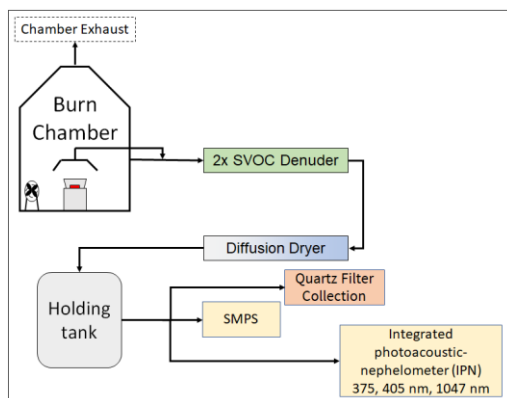 Chamber Exhaust
Burn
Chamber
2x SVOC Denuder
Diffusion Dryer
Quartz Filter
Collection
Holding
tank
SMPS
Integrated
photoacoustic-
nephelometer (IPN)
375, 405 nm, 1047 nm